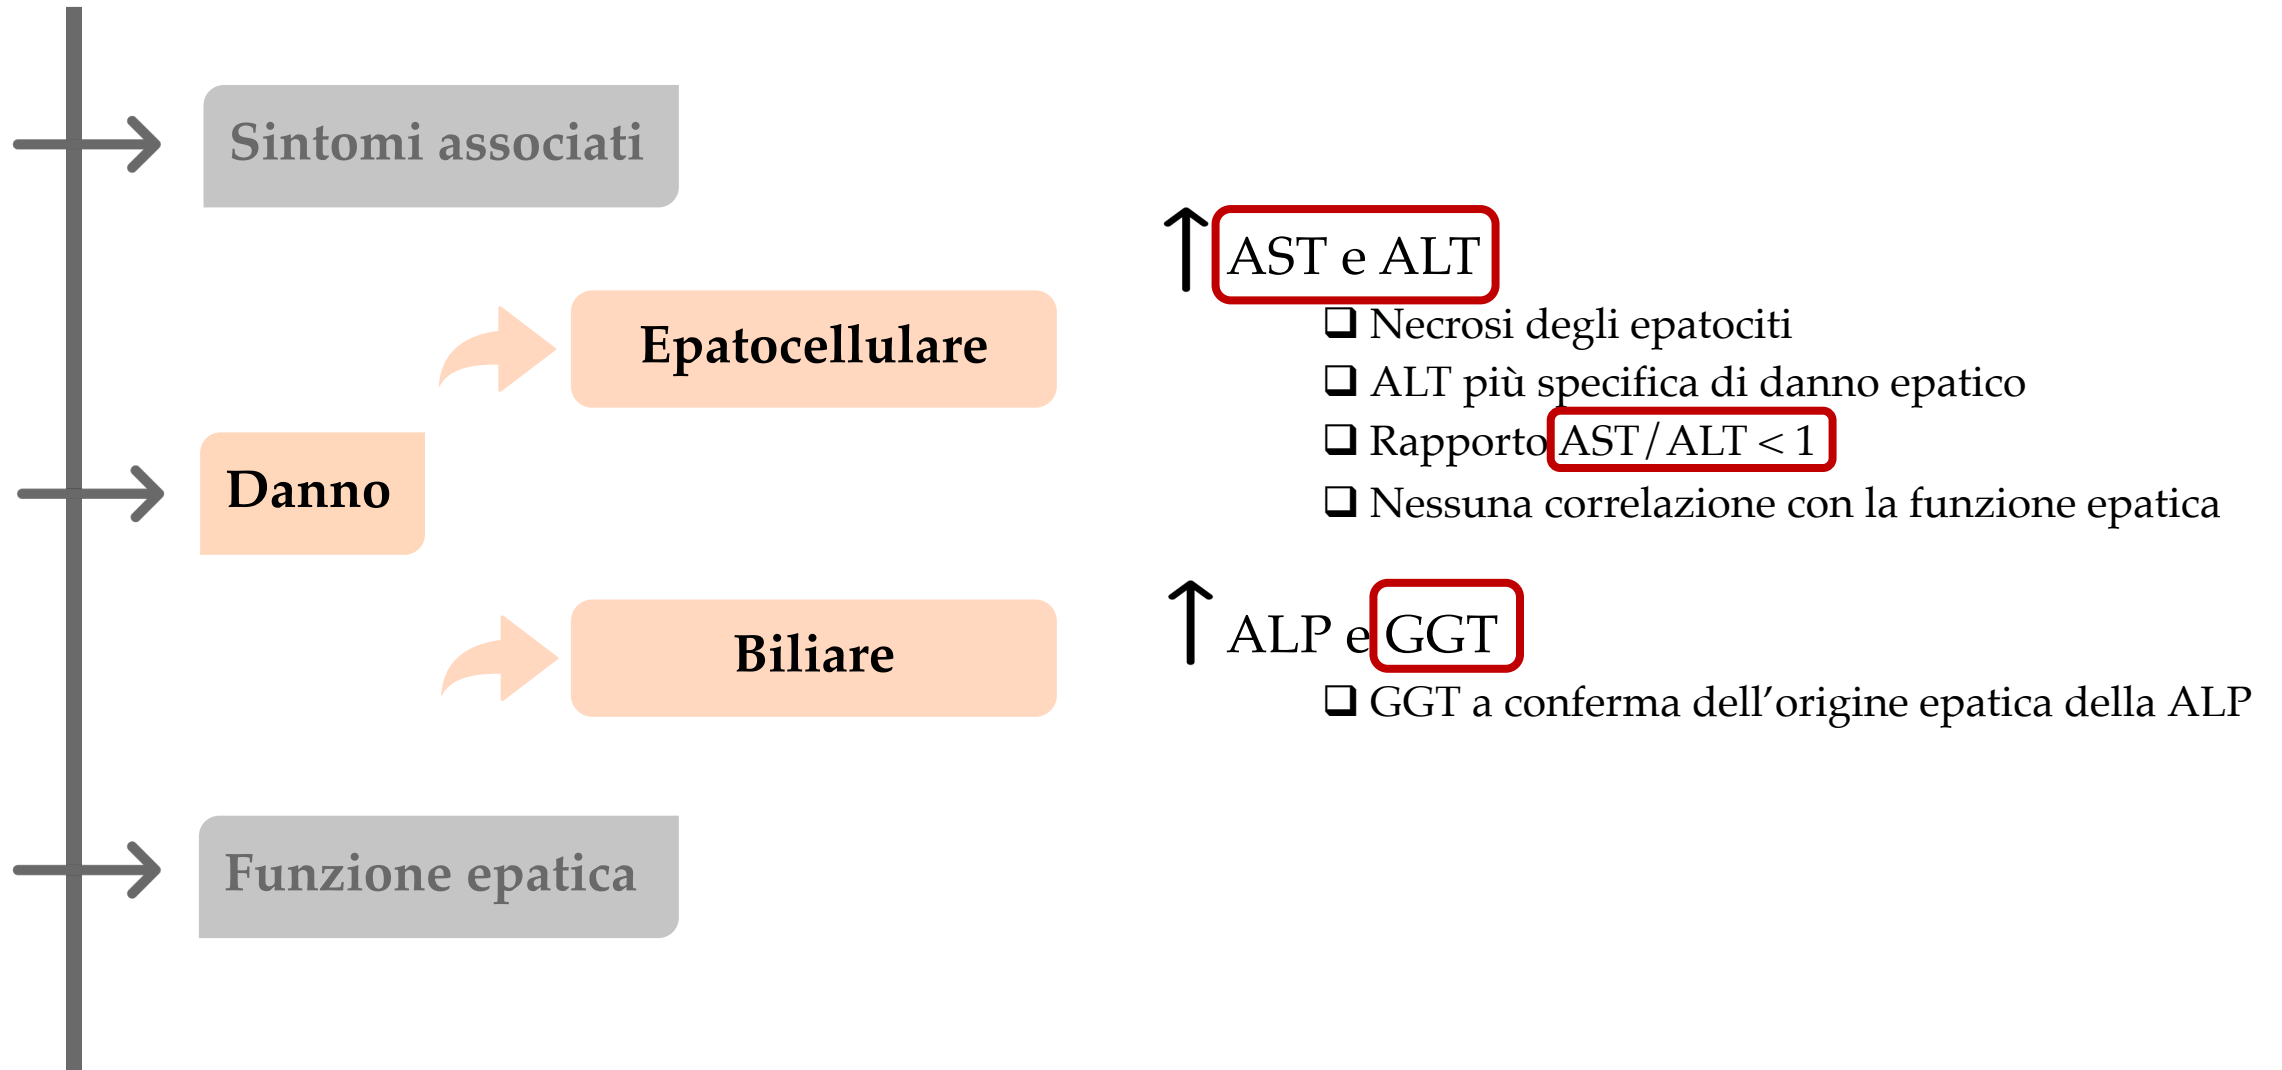 Sintomi associati
↑ AST e ALT
Epatocellulare
❑ Necrosi degli epatociti
❑ ALT più specifica di danno epatico
❑ Rapporto AST/ALT < 1
❑ Nessuna correlazione con la funzione epatica
Danno
↑ ALP e GGT
Biliare
❑ GGT a conferma dell’origine epatica della ALP
Funzione epatica